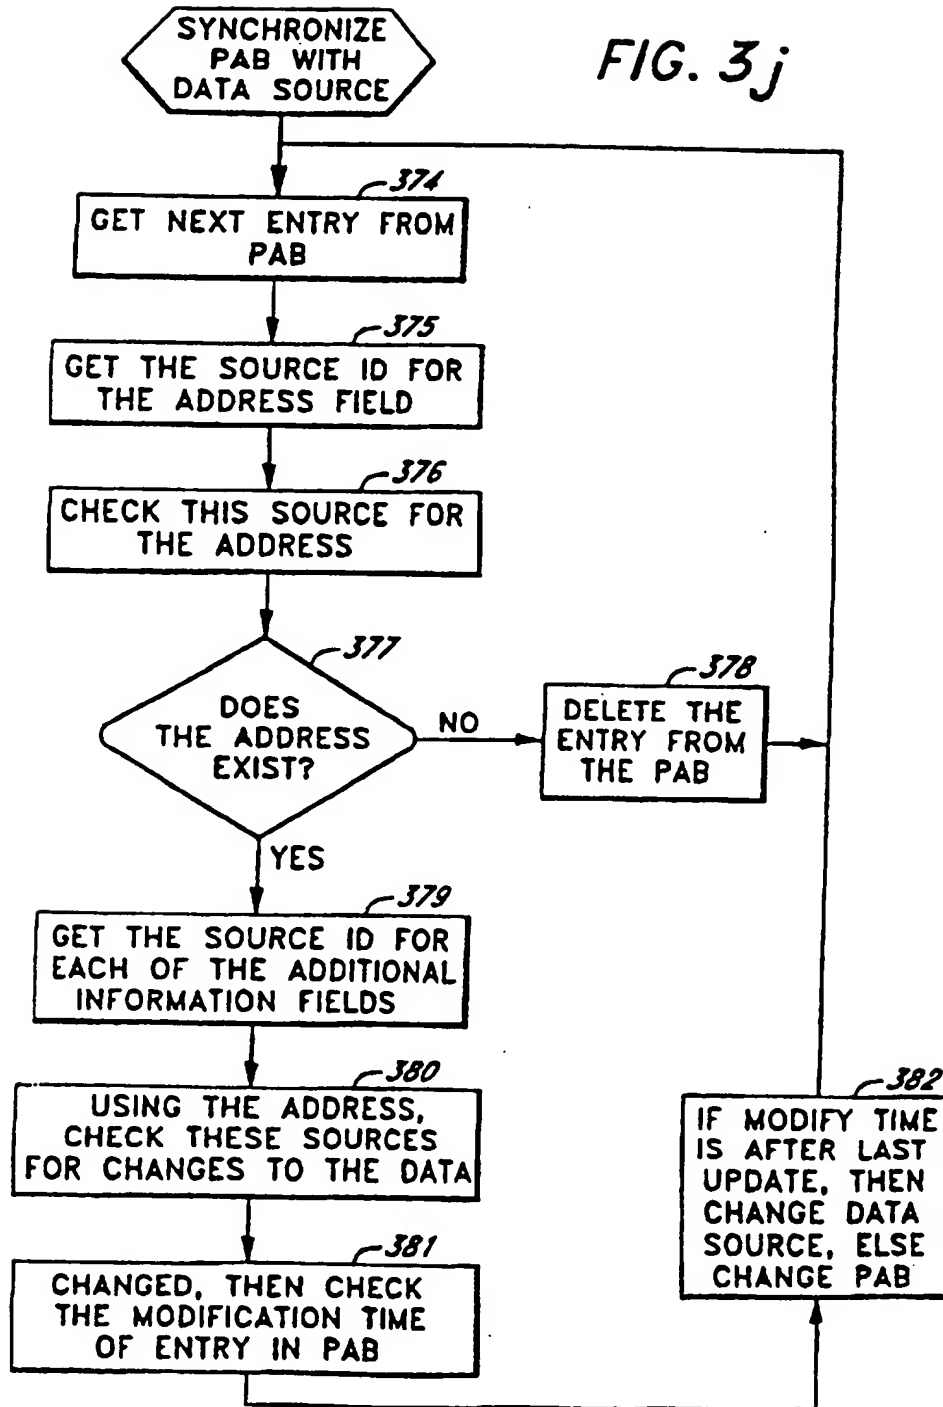 SYNCHRONIZE
PAB WITH
DATA SOURCE
FIG. 3j
374
GET NEXT ENTRY FROM
PAB
375
GET THE SOURCE ID FOR
THE ADDRESS FIELD
376
CHECK THIS SOURCE FOR
THE ADDRESS
377
DOES
THE ADDRESS
EXIST?
NO
378
DELETE THE
ENTRY FROM
THE PAB
YES
379
GET THE SOURCE ID FOR
EACH OF THE ADDITIONAL
INFORMATION FIELDS
380
USING THE ADDRESS,
CHECK THESE SOURCES
FOR CHANGES TO THE DATA
381
CHANGED, THEN CHECK
THE MODIFICATION TIME
OF ENTRY IN PAB
382
IF MODIFY TIME
IS AFTER LAST
UPDATE, THEN
CHANGE DATA
SOURCE, ELSE
CHANGE PAB